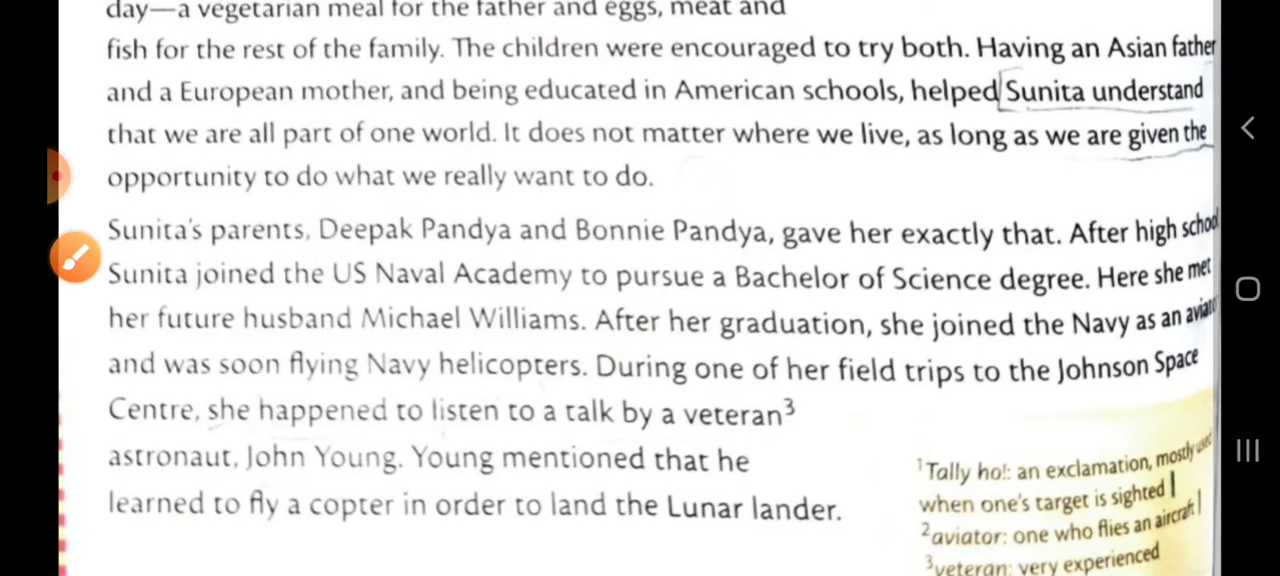 day—a vegetarian meal for the father and eggs, meat and
fish for the rest of the family. The children were encouraged to try both. Having an Asian father
and a European mother, and being educated in American schools, helped Sunita understand
that we are all part of one world. It does not matter where we live, as long as we are given the
opportunity to do what we really want to do.
Sunita's parents, Deepak Pandya and Bonnie Pandya, gave her exactly that. After high school
Sunita joined the US Naval Academy to pursue a Bachelor of Science degree. Here she met
her future husband Michael Williams. After her graduation, she joined the Navy as an
and was soon flying Navy helicopters. During one of her field trips to the Johnson Space
Centre, she happened to listen to a talk by a veteran³
astronaut, John Young. Young mentioned that he
learned to fly a copter in order to land the Lunar lander.
¹Tally ho!: an exclamation, mostly used
when one's target is sighted
²aviator: one who flies an aircraft
³veteran: very experienced